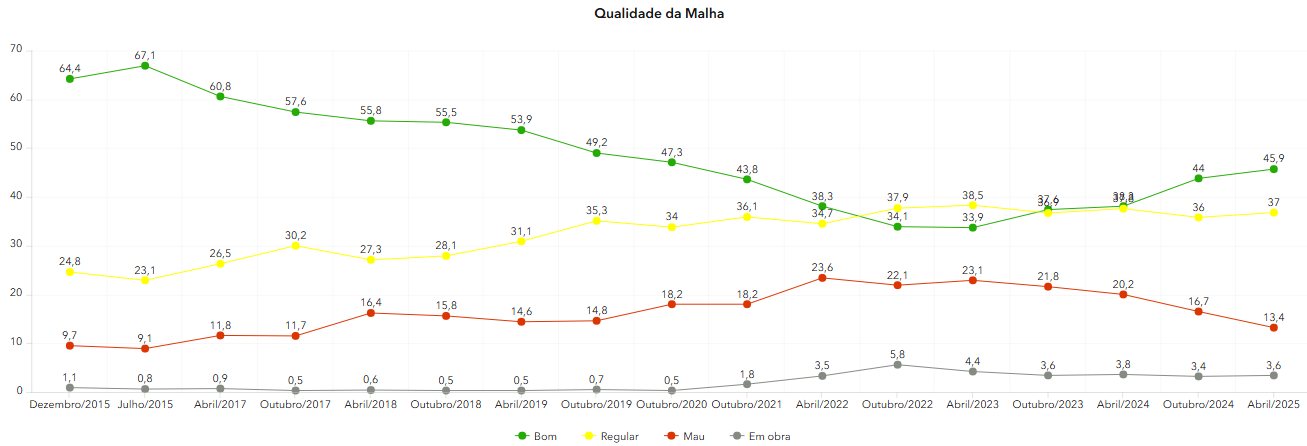 Qualidade da Malha
70
60
50
40
30
20
10
0
64,4 67,1 60,8 57,6 55,8 55,5 53,9 49,2 47,3 43,8 38,3 34,1 33,9 37,6 38,3 44 45,9
24,8 23,1 26,5 30,2 27,3 28,1 31,1 35,3 34 36,1 34,7 37,9 38,5 36,9 36 37
9,7 9,1 11,8 11,7 16,4 15,8 14,6 14,8 18,2 18,2 23,6 22,1 23,1 21,8 20,2 16,7 13,4
1,1 0,8 0,9 0,5 0,6 0,5 0,5 0,7 0,5 1,8 3,5 5,8 4,4 3,6 3,8 3,4 3,6
Dezembro/2015 Julho/2015 Abril/2017 Outubro/2017 Abril/2018 Outubro/2018 Abril/2019 Outubro/2019 Outubro/2020 Outubro/2021 Abril/2022 Outubro/2022 Abril/2023 Outubro/2023 Abril/2024 Outubro/2024 Abril/2025
Bom Regular Mau Em obra